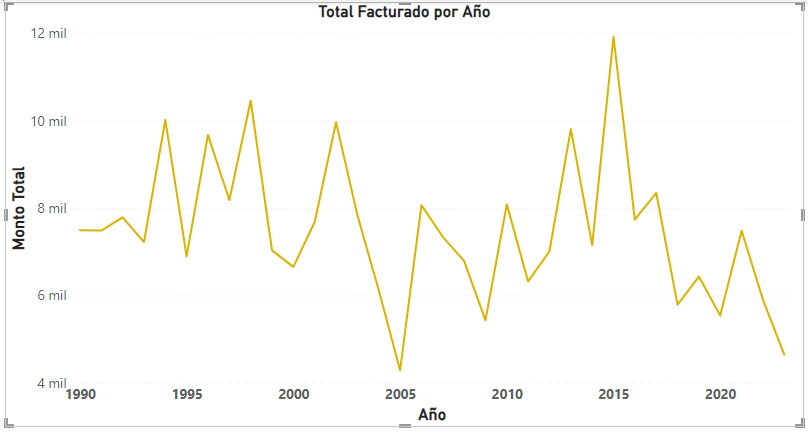 Total Facturado por Año
12 mil
10 mil
8 mil
6 mil
4 mil
Monto Total
1990 1995 2000 2005 2010 2015 2020
Año